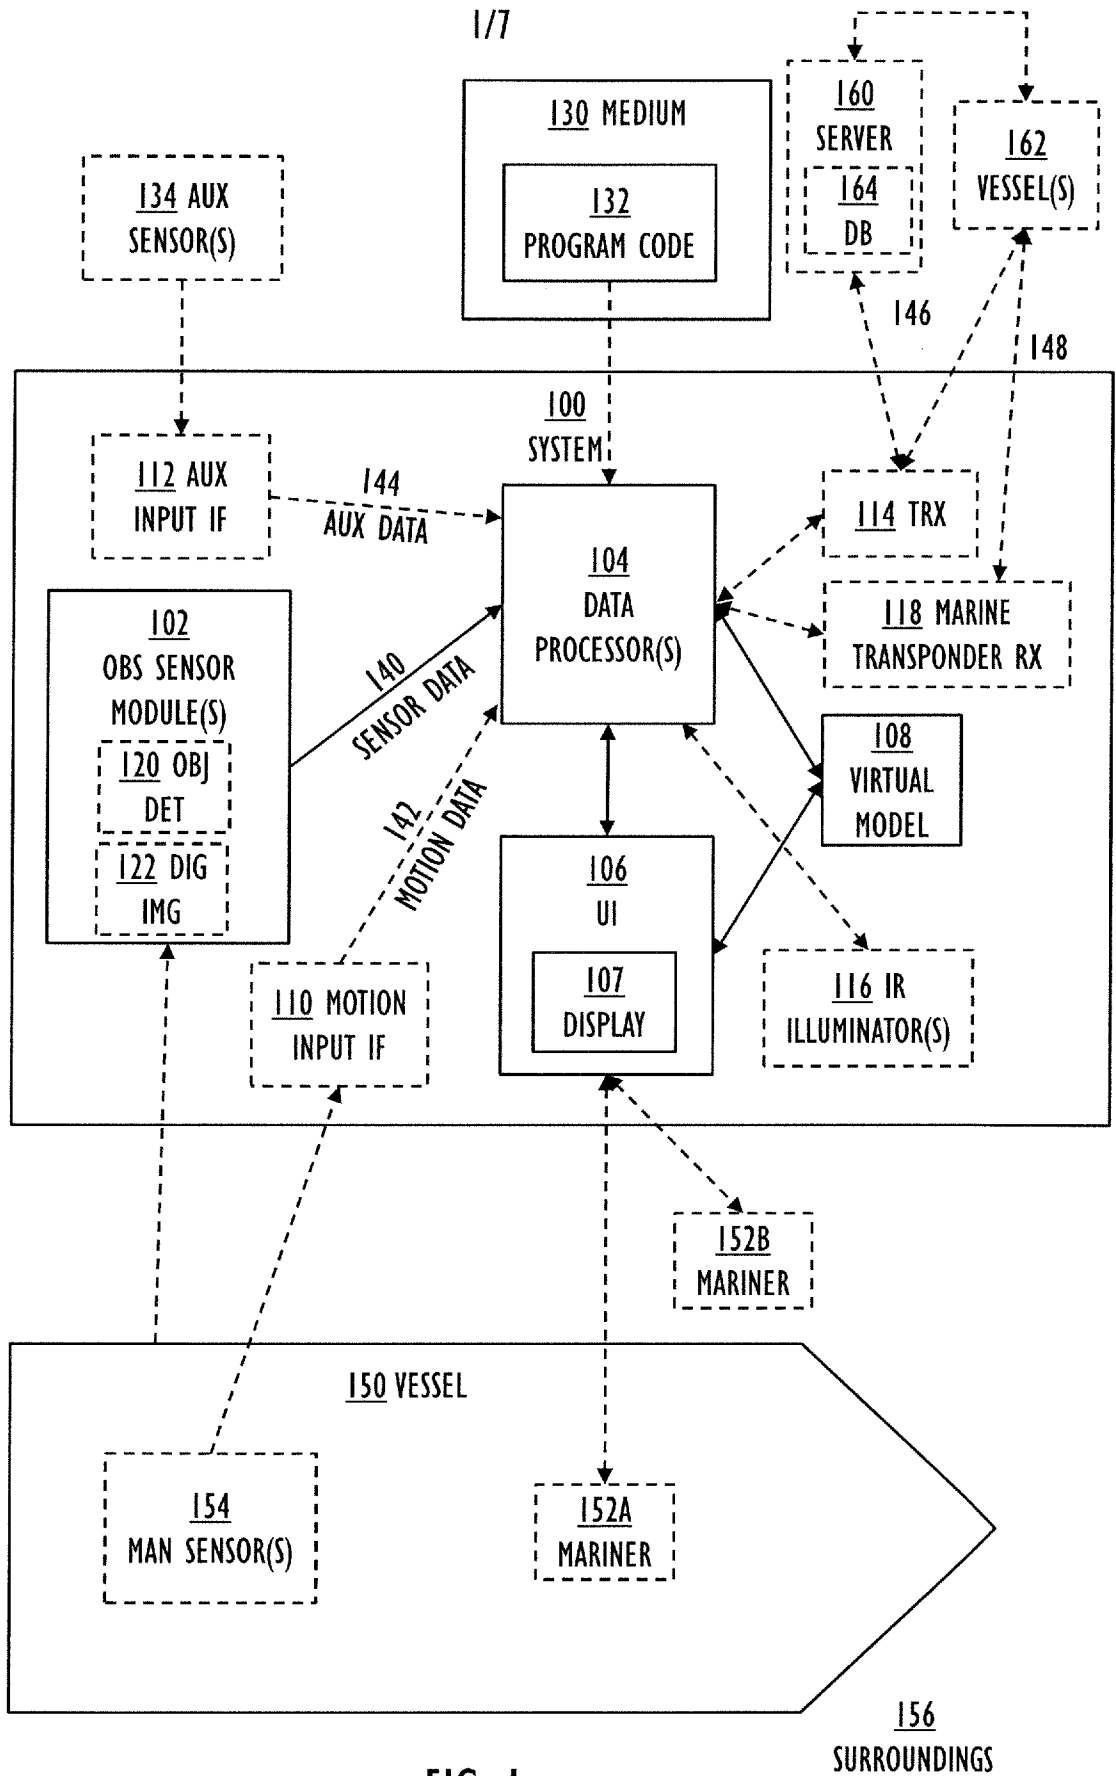 1/7
130 MEDIUM
132
PROGRAM CODE
160
SERVER
164
DB
162
VESSEL(S)
134 AUX
SENSOR(S)
146
148
100
SYSTEM
112 AUX
INPUT IF
144
AUX DATA
104
DATA
PROCESSOR(S)
114 TRX
118 MARINE
TRANSPONDER RX
102
OBS SENSOR
MODULE(S)
120 OBJ
DET
122 DIG
IMG
140
SENSOR DATA
142
MOTION DATA
108
VIRTUAL
MODEL
106
UI
107
DISPLAY
110 MOTION
INPUT IF
116 IR
ILLUMINATOR(S)
152B
MARINER
150 VESSEL
154
MAN SENSOR(S)
152A
MARINER
156
SURROUNDINGS